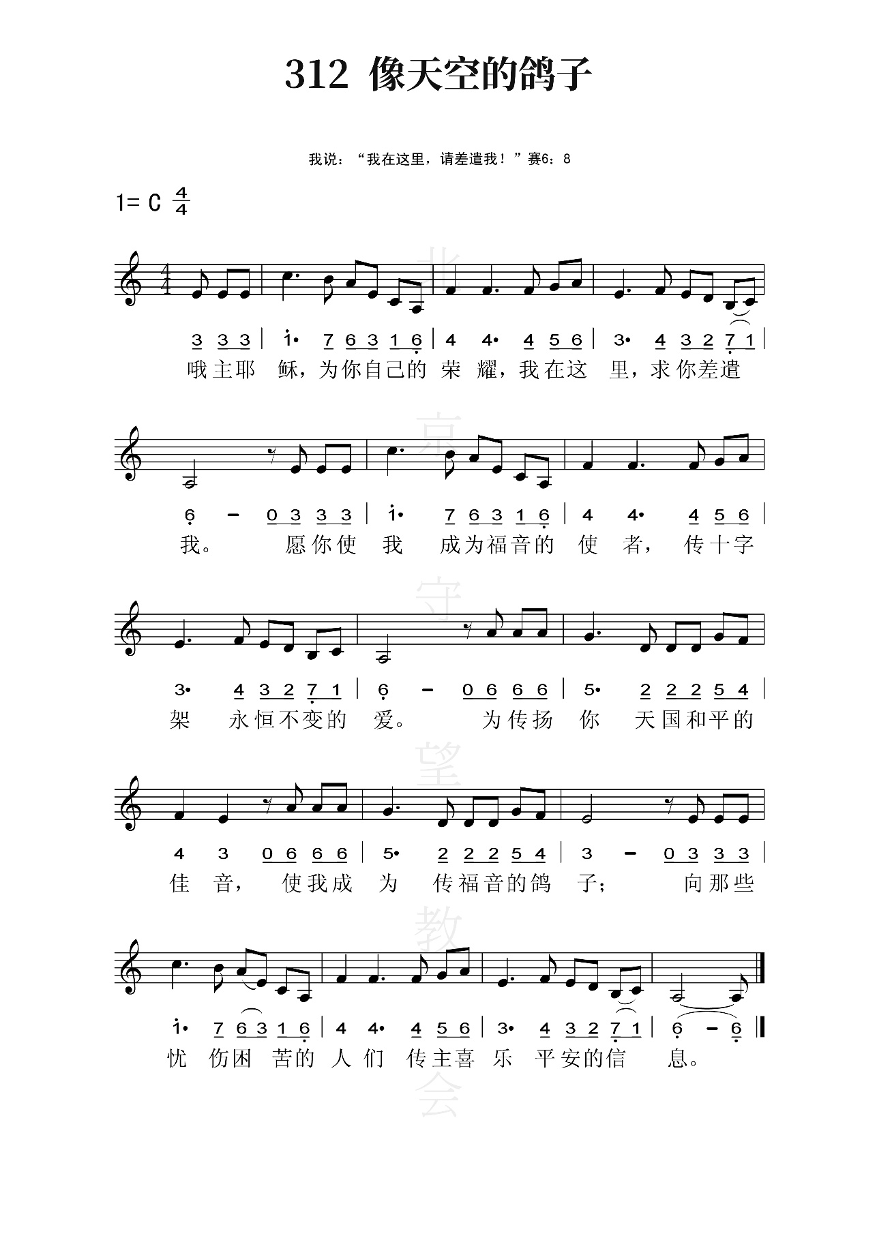 312 像天空的鸽子
我说：“我在这里，请差遣我！”赛6：8
1= C 4/4
3 3 3 | 1· 7 6 3 1 6 | 4 4· 4 5 6 | 3· 4 3 2 7 1 |
哦主耶 稣，为你自己的 荣 耀，我在这 里，求你差遣
6 - 0 3 3 3 | 1· 7 6 3 1 6 | 4 4· 4 5 6 |
我。 愿你使 我 成为福音的 使 者， 传十字
3· 4 3 2 7 1 | 6 - 0 6 6 6 | 5· 2 2 2 5 4 |
架 永恒不变的 爱。 为传扬 你 天国和平的
4 3 0 6 6 6 | 5· 2 2 2 5 4 | 3 - 0 3 3 3 |
佳 音， 使我成 为 传福音的鸽 子； 向那些
1· 7 6 3 1 6 | 4 4· 4 5 6 | 3· 4 3 2 7 1 | 6 - 6 ‖
忧 伤困 苦的 人 们 传主喜 乐 平安的信 息。
北京守望教会